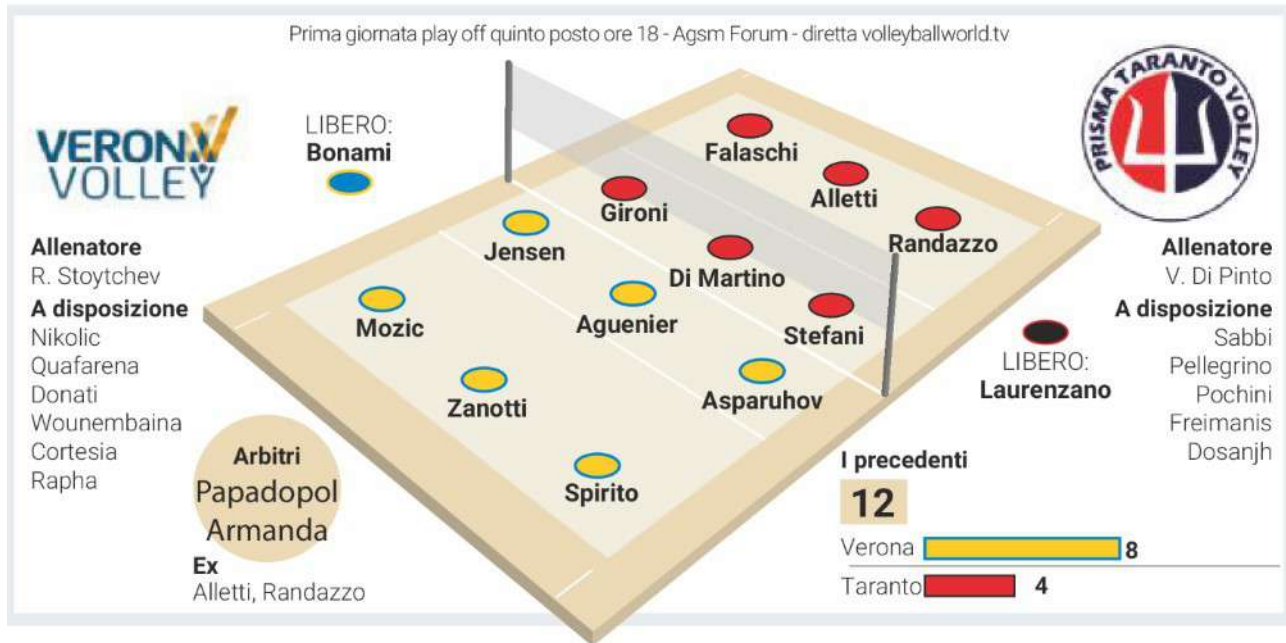 Prima giornata play off quinto posto ore 18 - Agsm Forum - diretta volleyballworld.tv
VERONA
VOLLEY
LIBERO:
Bonami
PRISMA TARANTO VOLLEY
Allenatore
R. Stoytchev
A disposizione
Nikolic
Quafarena
Donati
Wounembaina
Cortesia
Rapha
Falaschi
Alletti
Randazzo
Gironi
Di Martino
Stefani
Jensen
Aguenier
Asparuhov
Mozic
Zanotti
Spirito
Allenatore
V. Di Pinto
A disposizione
Sabbi
Pellegrino
Pochini
Freimanis
Dosanjh
LIBERO:
Laurenzano
Arbitri
Papadopol
Armanda
Ex
Alletti, Randazzo
I precedenti
12
Verona 8
Taranto 4